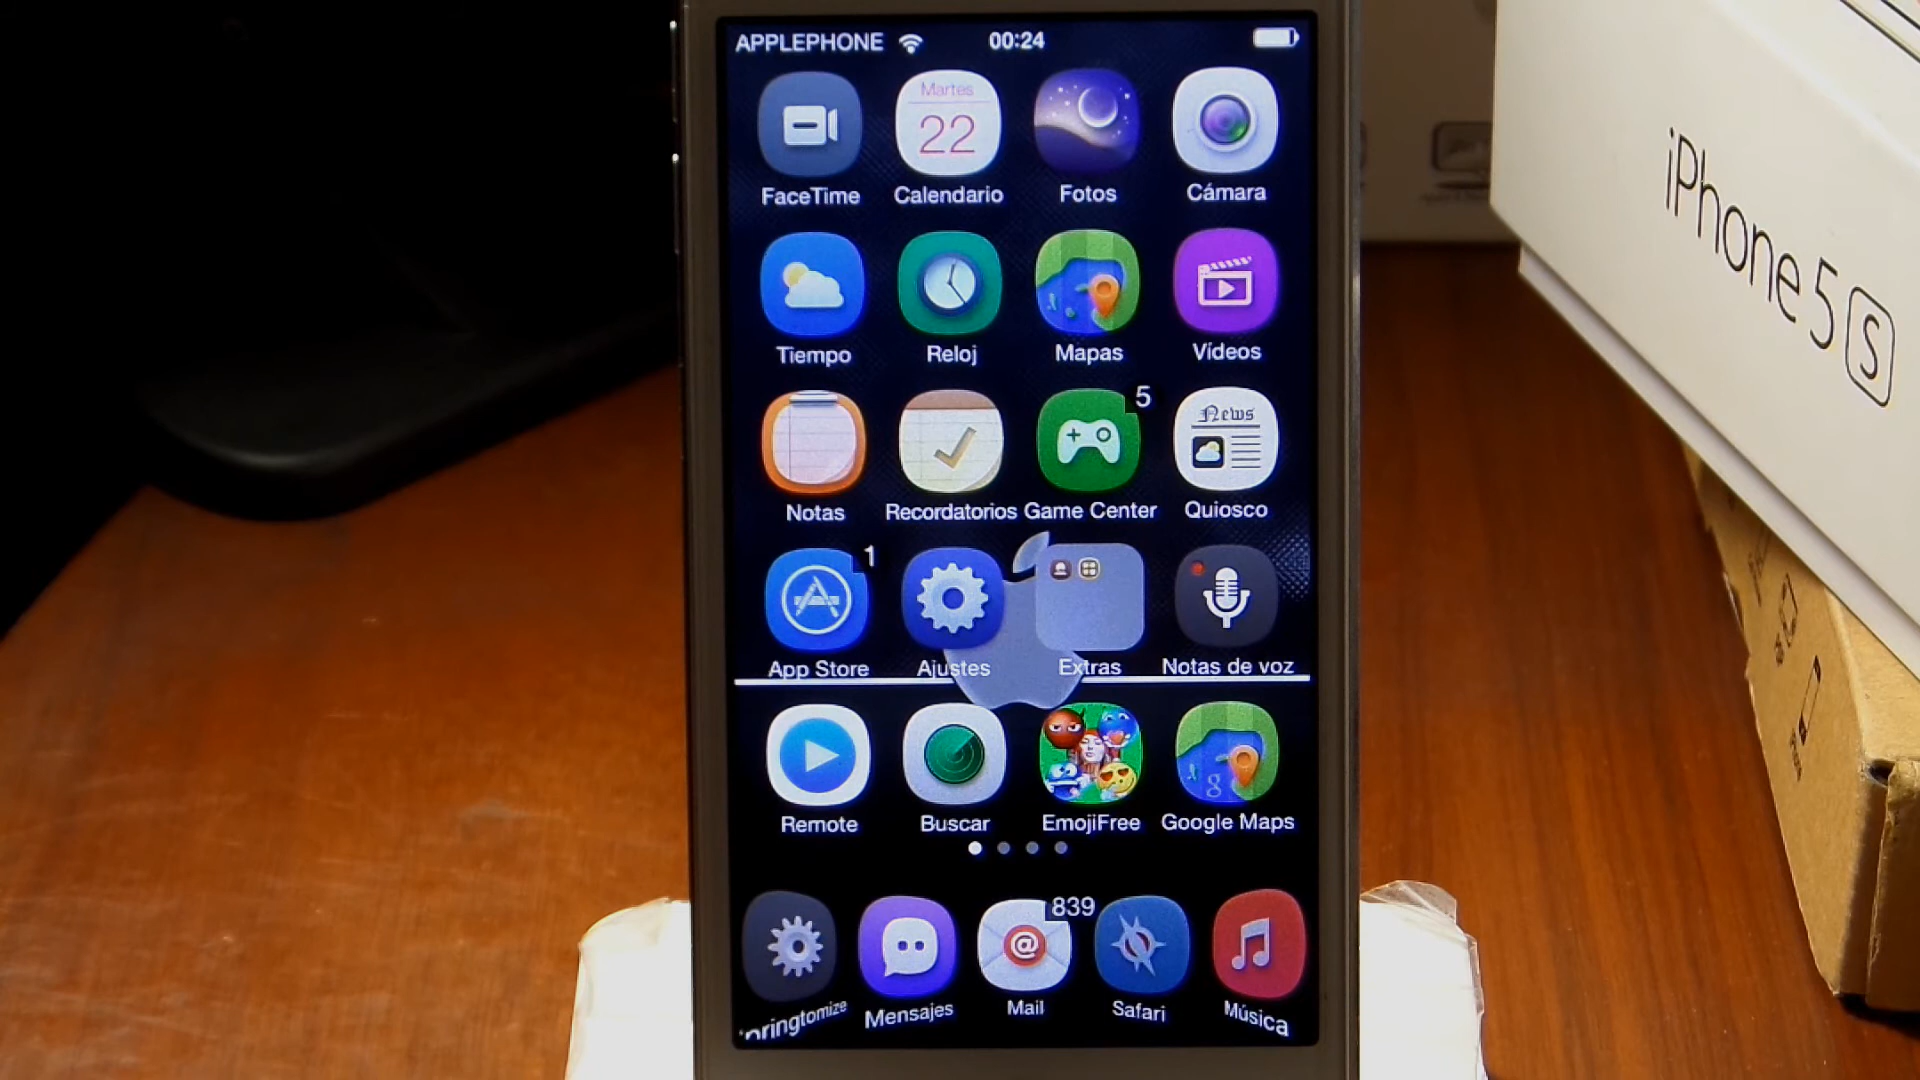 APPLEPHONE 00:24
Martes
22
FaceTime Calendario Fotos Cámara
Tiempo Reloj Mapas Vídeos
5
News
Notas Recordatorios Game Center Quiosco
1
App Store Ajustes Extras Notas de voz
g
Remote Buscar EmojiFree Google Maps
839
@
pringtomize Mensajes Mail Safari Música
iPhone 5 S